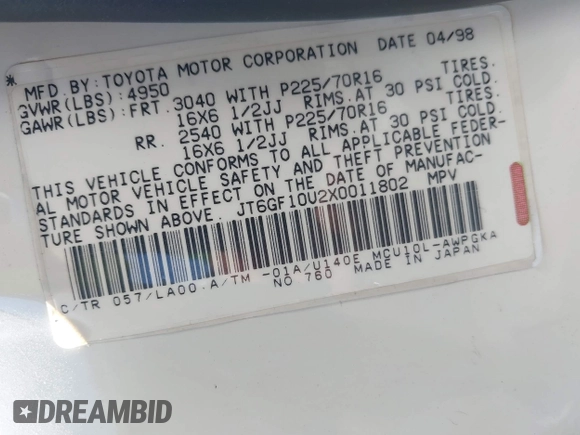 * MFD.BY:TOYOTA MOTOR CORPORATION DATE 04/98
GVWR(LBS):4950
GAWR(LBS):FRT.3040 WITH P225/70R16 TIRES.
16X6 1/2JJ RIMS.AT 30 PSI COLD.
RR. 2540 WITH P225/70R16 TIRES.
16X6 1/2JJ RIMS.AT 30 PSI COLD.
THIS VEHICLE CONFORMS TO ALL APPLICABLE FEDER-
AL MOTOR VEHICLE SAFETY AND THEFT PREVENTION
STANDARDS IN EFFECT ON THE DATE OF MANUFAC-
TURE SHOWN ABOVE. JT6GF10U2X0011802 MPV
C/TR 057/LA00 A/TM -01A/U140E MCU10L-AWPGKA
NO 760 MADE IN JAPAN
DREAMBID